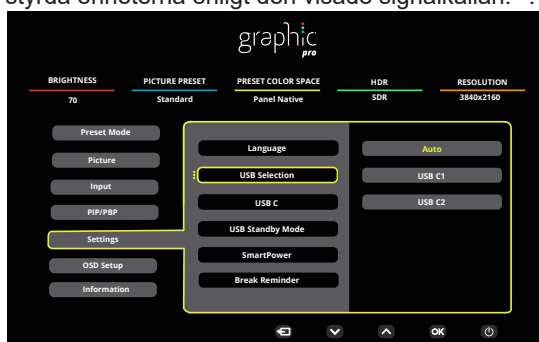 styrda enheterna enligt den visade signalkällan.
graphic
pro
BRIGHTNESS PICTURE PRESET PRESET COLOR SPACE HDR RESOLUTION
70 Standard Panel Native SDR 3840x2160
Preset Mode
Picture
Input
PIP/PBP
Settings
OSD Setup
Information
Language
USB Selection
USB C
USB Standby Mode
SmartPower
Break Reminder
Auto
USB C1
USB C2
OK